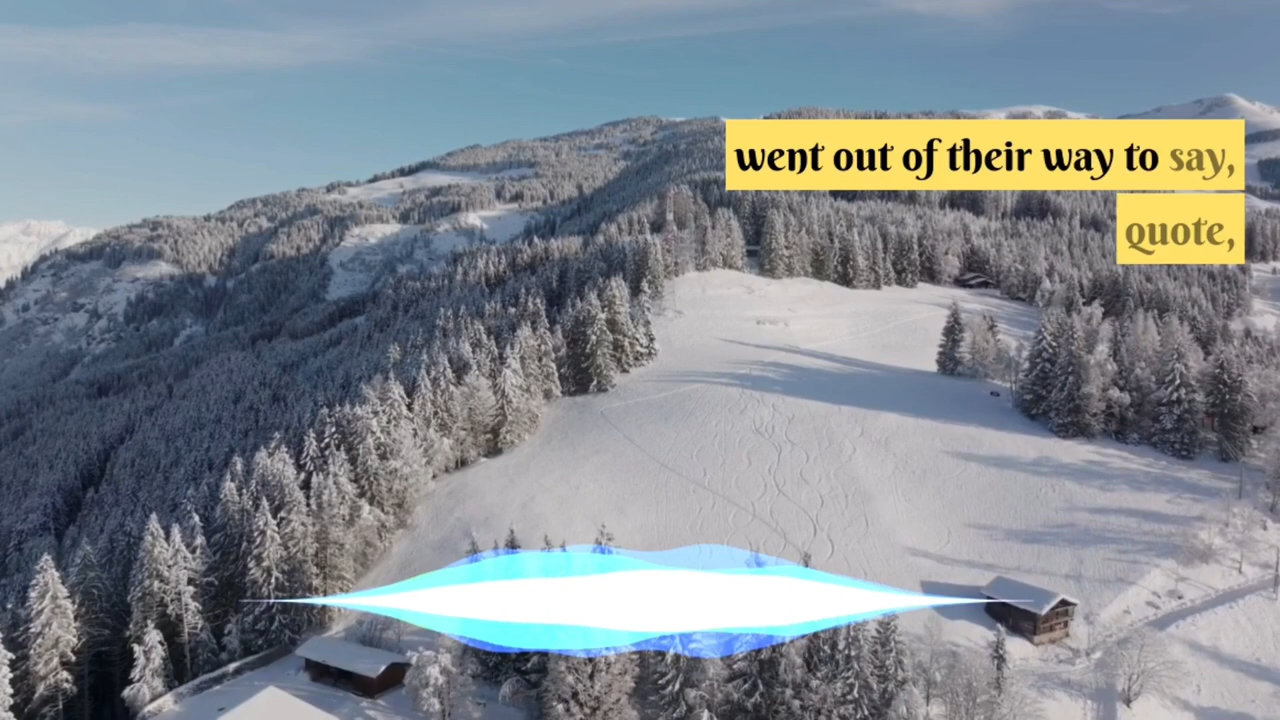 went out of their way to say,
quote,